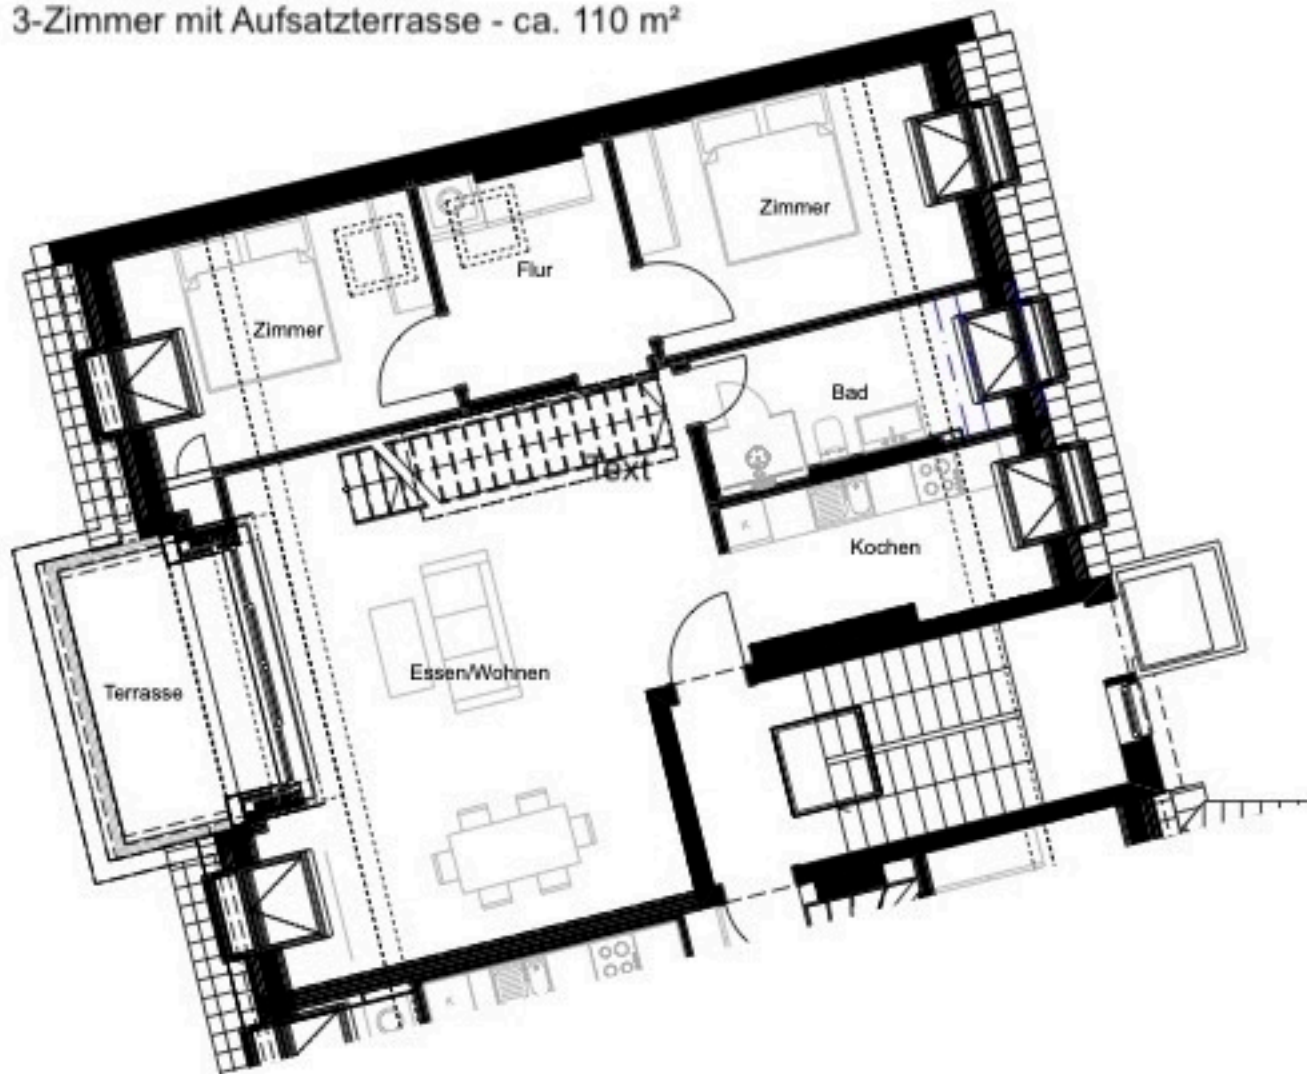 3-Zimmer mit Aufsatzterrasse - ca. 110 m²
Zimmer
Flur
Zimmer
Bad
Text
Kochen
K
Essen/Wohnen
Terrasse
K